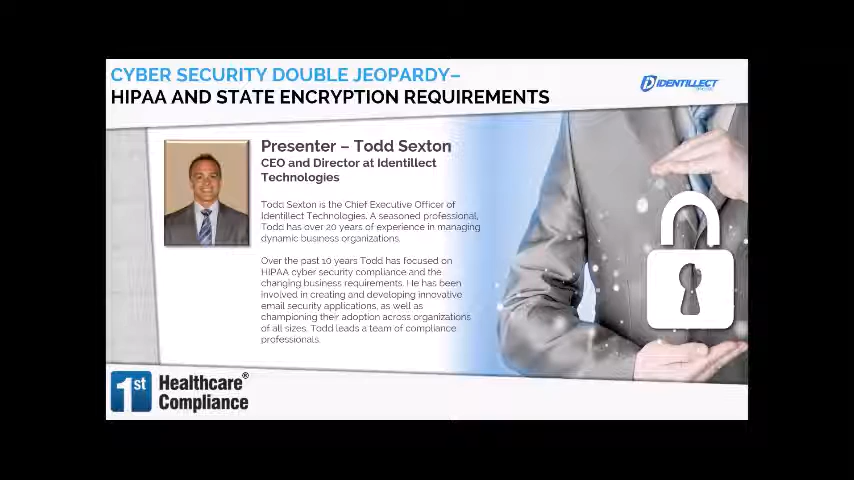 CYBER SECURITY DOUBLE JEOPARDY–
HIPAA AND STATE ENCRYPTION REQUIREMENTS
IDENTILLECT
Presenter – Todd Sexton
CEO and Director at Identillect
Technologies
Todd Sexton is the Chief Executive Officer of
Identillect Technologies. A seasoned professional,
Todd has over 20 years of experience in managing
dynamic business organizations.
Over the past 10 years Todd has focused on
HIPAA cyber security compliance and the
changing business requirements. He has been
involved in creating and developing innovative
email security applications, as well as
championing their adoption across organizations
of all sizes. Todd leads a team of compliance
professionals.
1st Healthcare®
Compliance